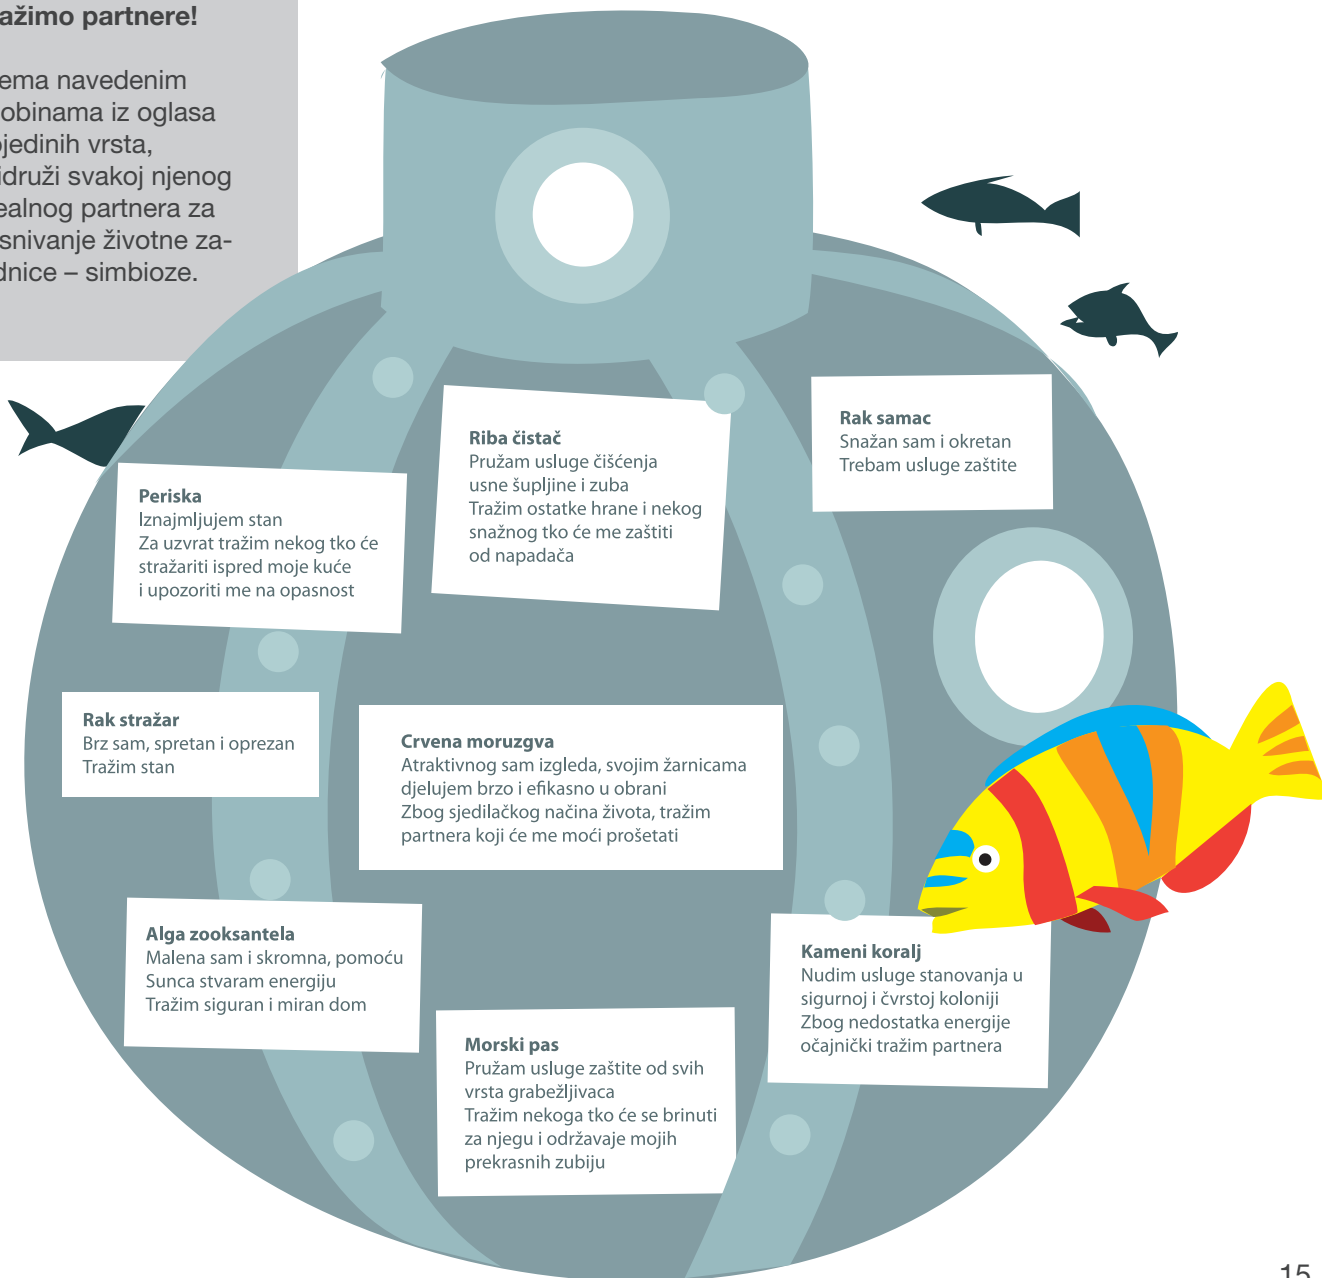 ažimo partnere!
ema navedenim
obinama iz oglasa
ojedinih vrsta,
idruži svakoj njenog
ealnog partnera za
snivanje životne za-
dnice – simbioze.
Rak samac
Snažan sam i okretan
Trebam usluge zaštite
Riba čistač
Pružam usluge čišćenja
usne šupljine i zuba
Tražim ostatke hrane i nekog
snažnog tko će me zaštiti
od napadača
Periska
Iznajmljujem stan
Za uzvrat tražim nekog tko će
stražariti ispred moje kuće
i upozoriti me na opasnost
Rak stražar
Brz sam, spretan i oprezan
Tražim stan
Crvena moruzgva
Atraktivnog sam izgleda, svojim žarnicama
djelujem brzo i efikasno u obrani
Zbog sjedilačkog načina života, tražim
partnera koji će me moći prošetati
Alga zooksantela
Malena sam i skromna, pomoću
Sunca stvaram energiju
Tražim siguran i miran dom
Kameni koralj
Nudim usluge stanovanja u
sigurnoj i čvrstoj koloniji
Zbog nedostatka energije
očajnički tražim partnera
Morski pas
Pružam usluge zaštite od svih
vrsta grabežljivaca
Tražim nekoga tko će se brinuti
za njegu i održavaje mojih
prekrasnih zubiju
15